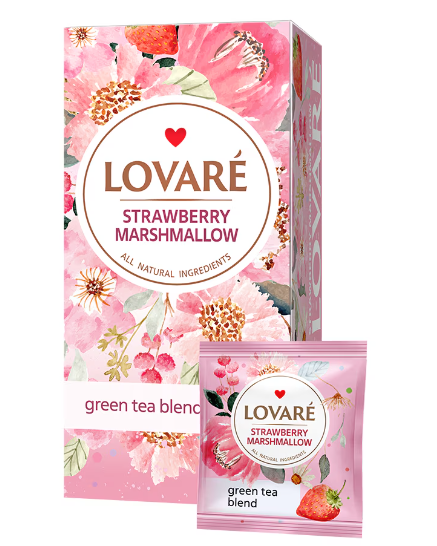 LOVARÉ
STRAWBERRY
MARSHMALLOW
ALL NATURAL INGREDIENTS
green tea blend
LOVARÉ
LOVARÉ
STRAWBERRY
MARSHMALLOW
ALL NATURAL INGREDIENTS
green tea
blend